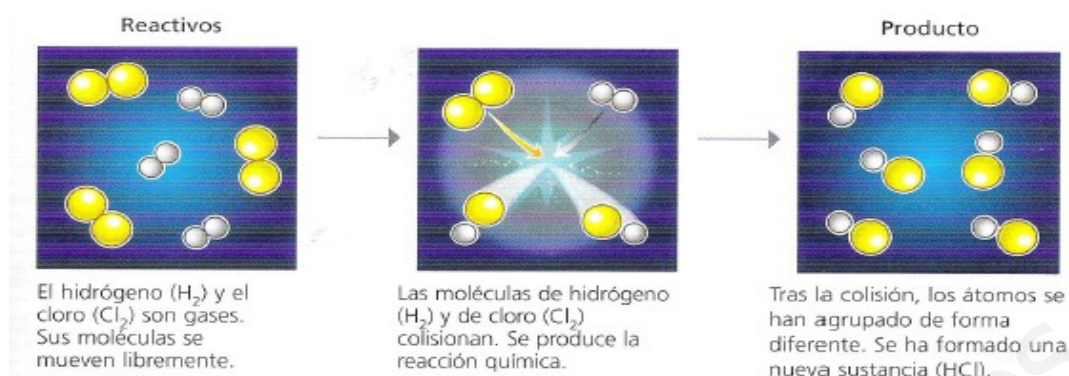 Reactivos
Producto
El hidrógeno (H₂) y el
cloro (Cl₂) son gases.
Sus moléculas se
mueven libremente.
Las moléculas de hidrógeno
(H₂) y de cloro (Cl₂)
colisionan. Se produce la
reacción química.
Tras la colisión, los átomos se
han agrupado de forma
diferente. Se ha formado una
nueva sustancia (HCl).